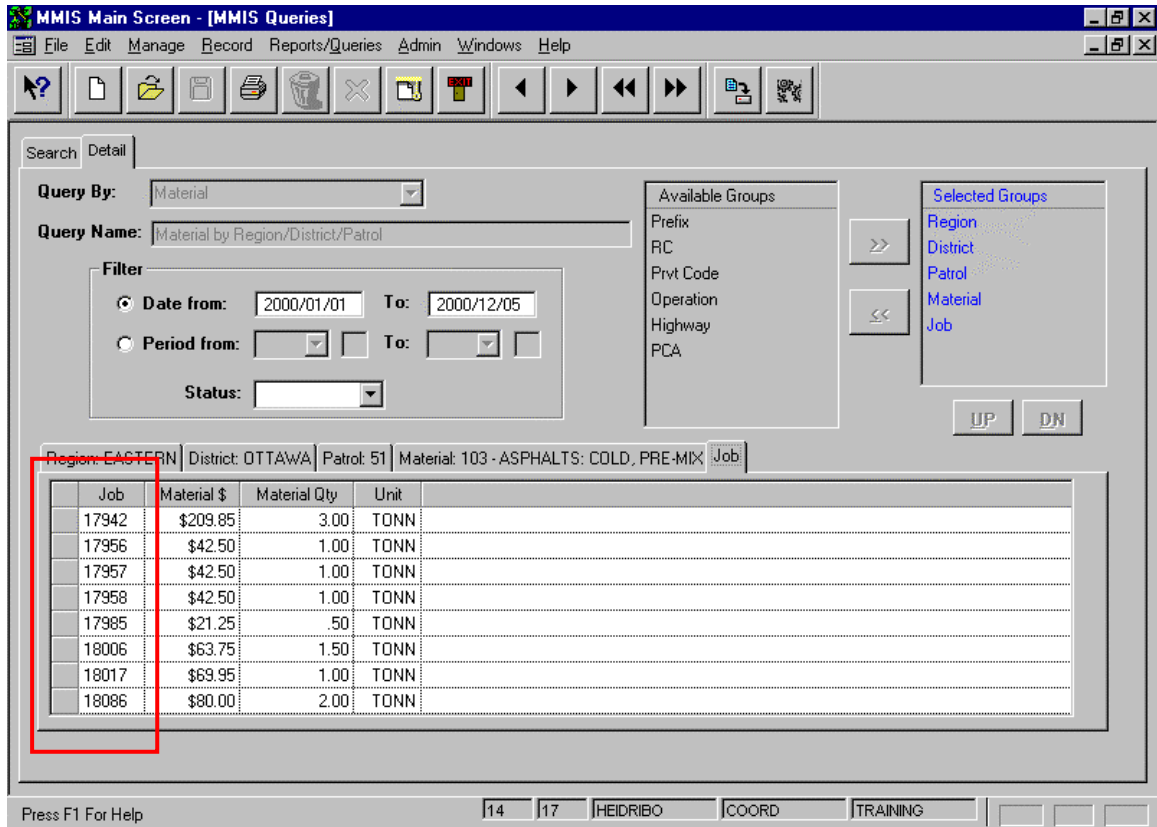 MMIS Main Screen - [MMIS Queries]
File Edit Manage Record Reports/Queries Admin Windows Help
EXIT
Search Detail
Query By: Material
Query Name: Material by Region/District/Patrol
Filter
Date from: 2000/01/01 To: 2000/12/05
Period from: To:
Status:
Available Groups
Prefix
RC
Prvt Code
Operation
Highway
PCA
>>
<<
Selected Groups
Region
District
Patrol
Material
Job
UP DN
Region: EASTERN District: OTTAWA Patrol: 51 Material: 103 - ASPHALTS: COLD, PRE-MIX Job
Job Material $ Material Qty Unit
17942 $209.85 3.00 TONN
17956 $42.50 1.00 TONN
17957 $42.50 1.00 TONN
17958 $42.50 1.00 TONN
17985 $21.25 .50 TONN
18006 $63.75 1.50 TONN
18017 $69.95 1.00 TONN
18086 $80.00 2.00 TONN
Press F1 For Help 14 17 HEIDRIBO COORD TRAINING